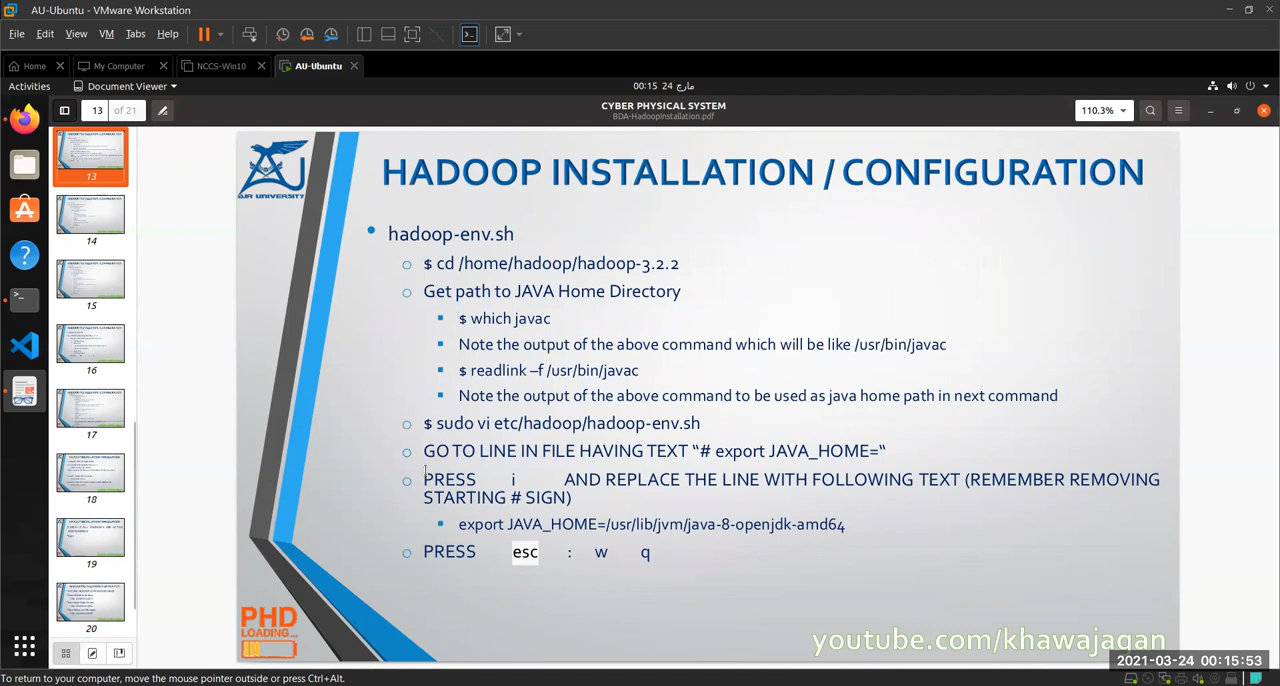 AU-Ubuntu - VMware Workstation
File Edit View VM Tabs Help
Home My Computer NCCS-Win10 AU-Ubuntu
Activities Document Viewer 00:15 24 مارچ
13 of 21 CYBER PHYSICAL SYSTEM 110.3%
BDA-HadoopInstallation.pdf
13
14
15
16
17
18
19
20
AIR UNIVERSITY
HADOOP INSTALLATION / CONFIGURATION
hadoop-env.sh
$ cd /home/hadoop/hadoop-3.2.2
Get path to JAVA Home Directory
$ which javac
Note the output of the above command which will be like /usr/bin/javac
$ readlink –f /usr/bin/javac
Note the output of the above command to be used as java home path in next command
$ sudo vi etc/hadoop/hadoop-env.sh
GO TO LINE IN FILE HAVING TEXT “# export JAVA_HOME=“
PRESS i AND REPLACE THE LINE WITH FOLLOWING TEXT (REMEMBER REMOVING
STARTING # SIGN)
export JAVA_HOME=/usr/lib/jvm/java-8-openjdk-amd64
PRESS esc : w q
PHD
LOADING...
youtube.com/khawajagan
2021-03-24 00:15:53
To return to your computer, move the mouse pointer outside or press Ctrl+Alt.